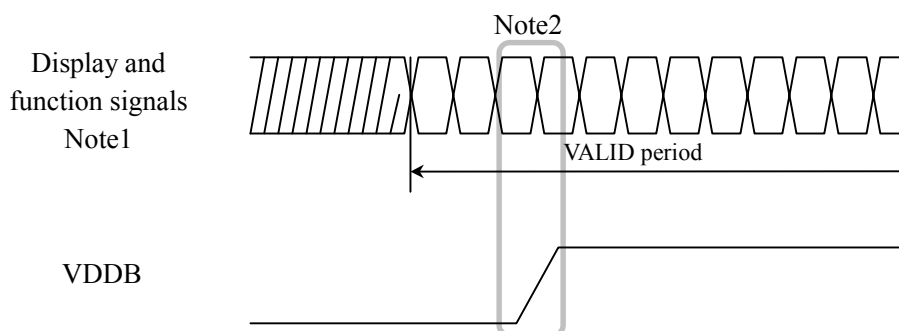 Note2
Display and
function signals
Note1
VALID period
VDDB